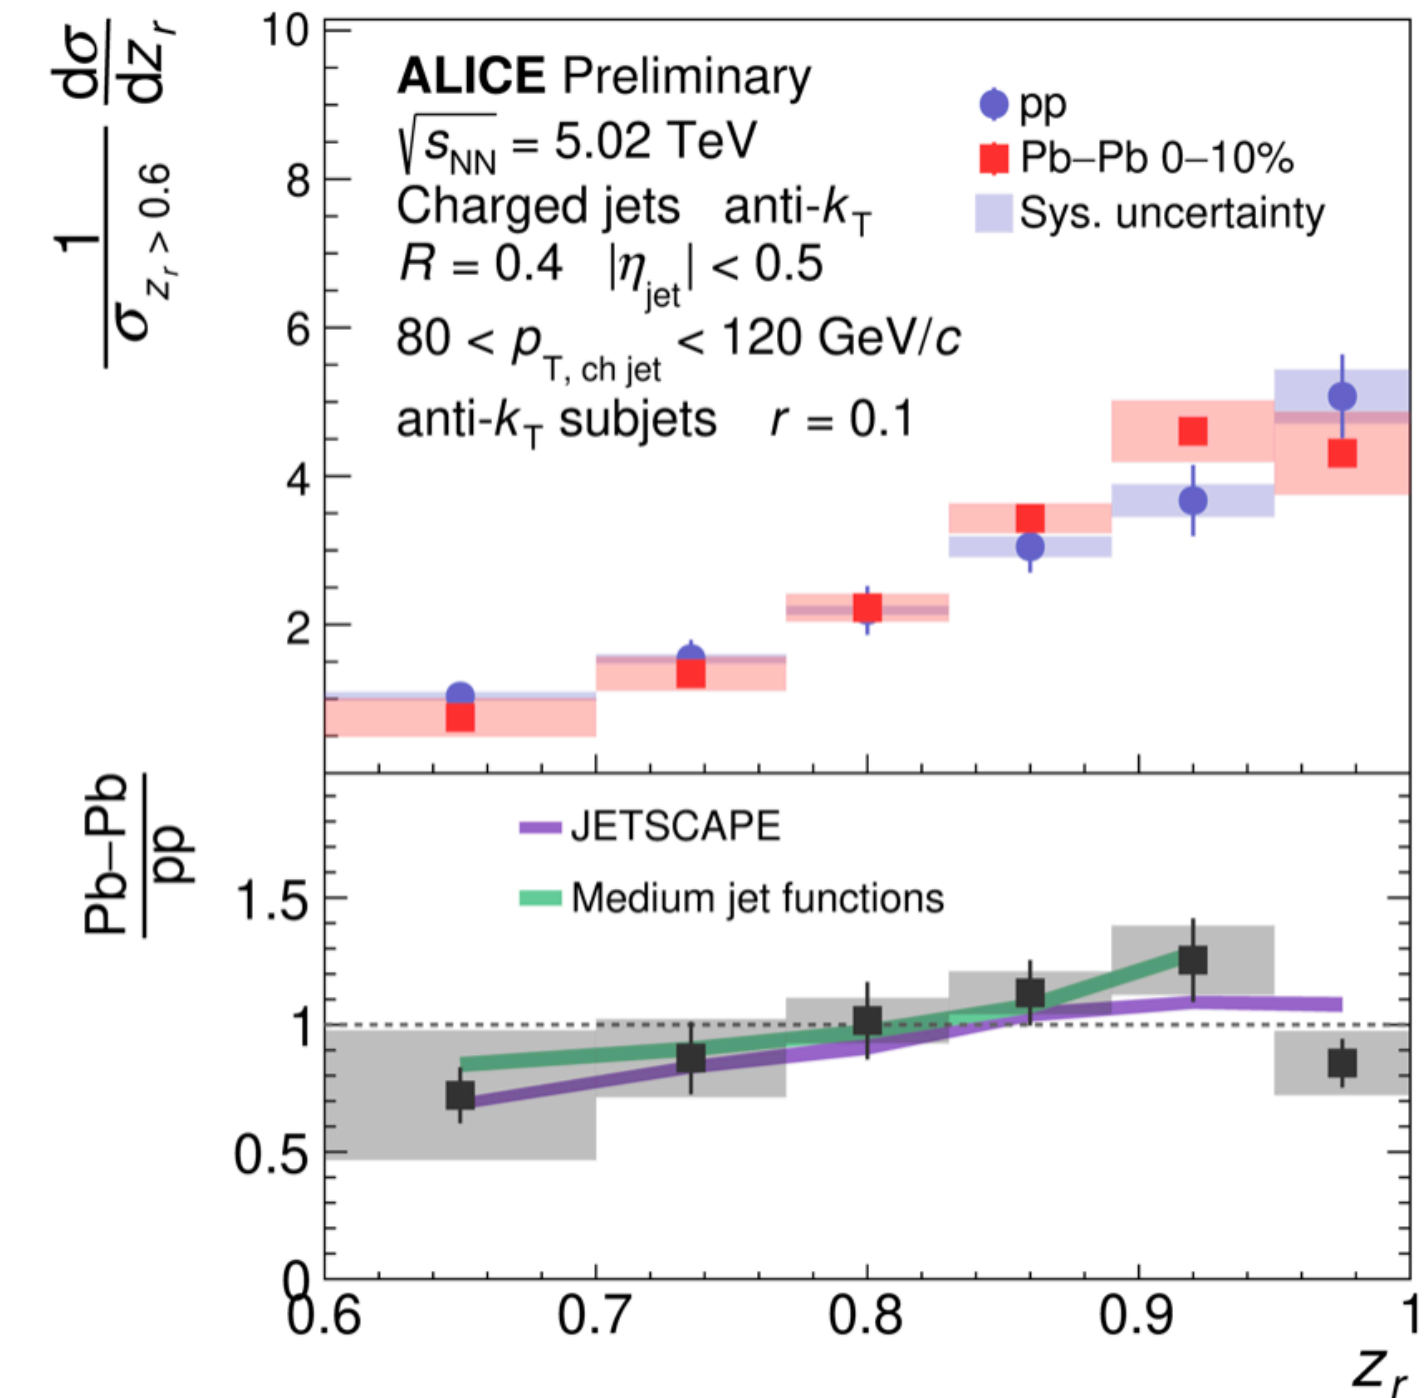 1/σ_{z_r > 0.6} dσ/dz_r
10
8
6
4
2
ALICE Preliminary
√s_NN = 5.02 TeV
Charged jets anti-k_T
R = 0.4 |η_jet| < 0.5
80 < p_{T, ch jet} < 120 GeV/c
anti-k_T subjets r = 0.1
pp
Pb–Pb 0–10%
Sys. uncertainty
Pb–Pb/pp
1.5
1
0.5
0
JETSCAPE
Medium jet functions
0.6 0.7 0.8 0.9 1
z_r